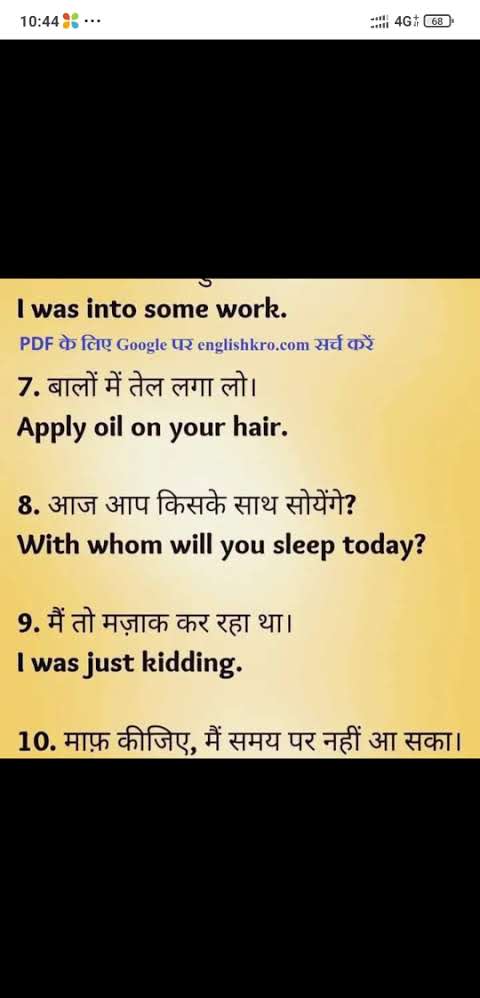 10:44
4G
68
I was into some work.
PDF के लिए Google पर englishkro.com सर्च करें
7. बालों में तेल लगा लो।
Apply oil on your hair.
8. आज आप किसके साथ सोयेंगे?
With whom will you sleep today?
9. मैं तो मज़ाक कर रहा था।
I was just kidding.
10. माफ़ कीजिए, मैं समय पर नहीं आ सका।